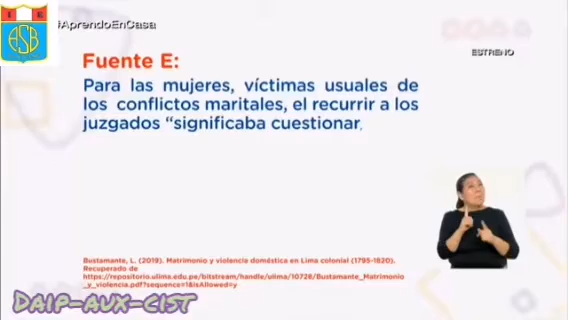 I E
ASB
#AprendoEnCasa
ESTRENO
Fuente E:
Para las mujeres, víctimas usuales de
los conflictos maritales, el recurrir a los
juzgados “significaba cuestionar,
Bustamante, L. (2019). Matrimonio y violencia doméstica en Lima colonial (1795-1820).
Recuperado de
https://repositorio.ulima.edu.pe/bitstream/handle/ulima/10728/Bustamante_Matrimonio
_y_violencia.pdf?sequence=1&isAllowed=y
DAIP-AUX-CIST